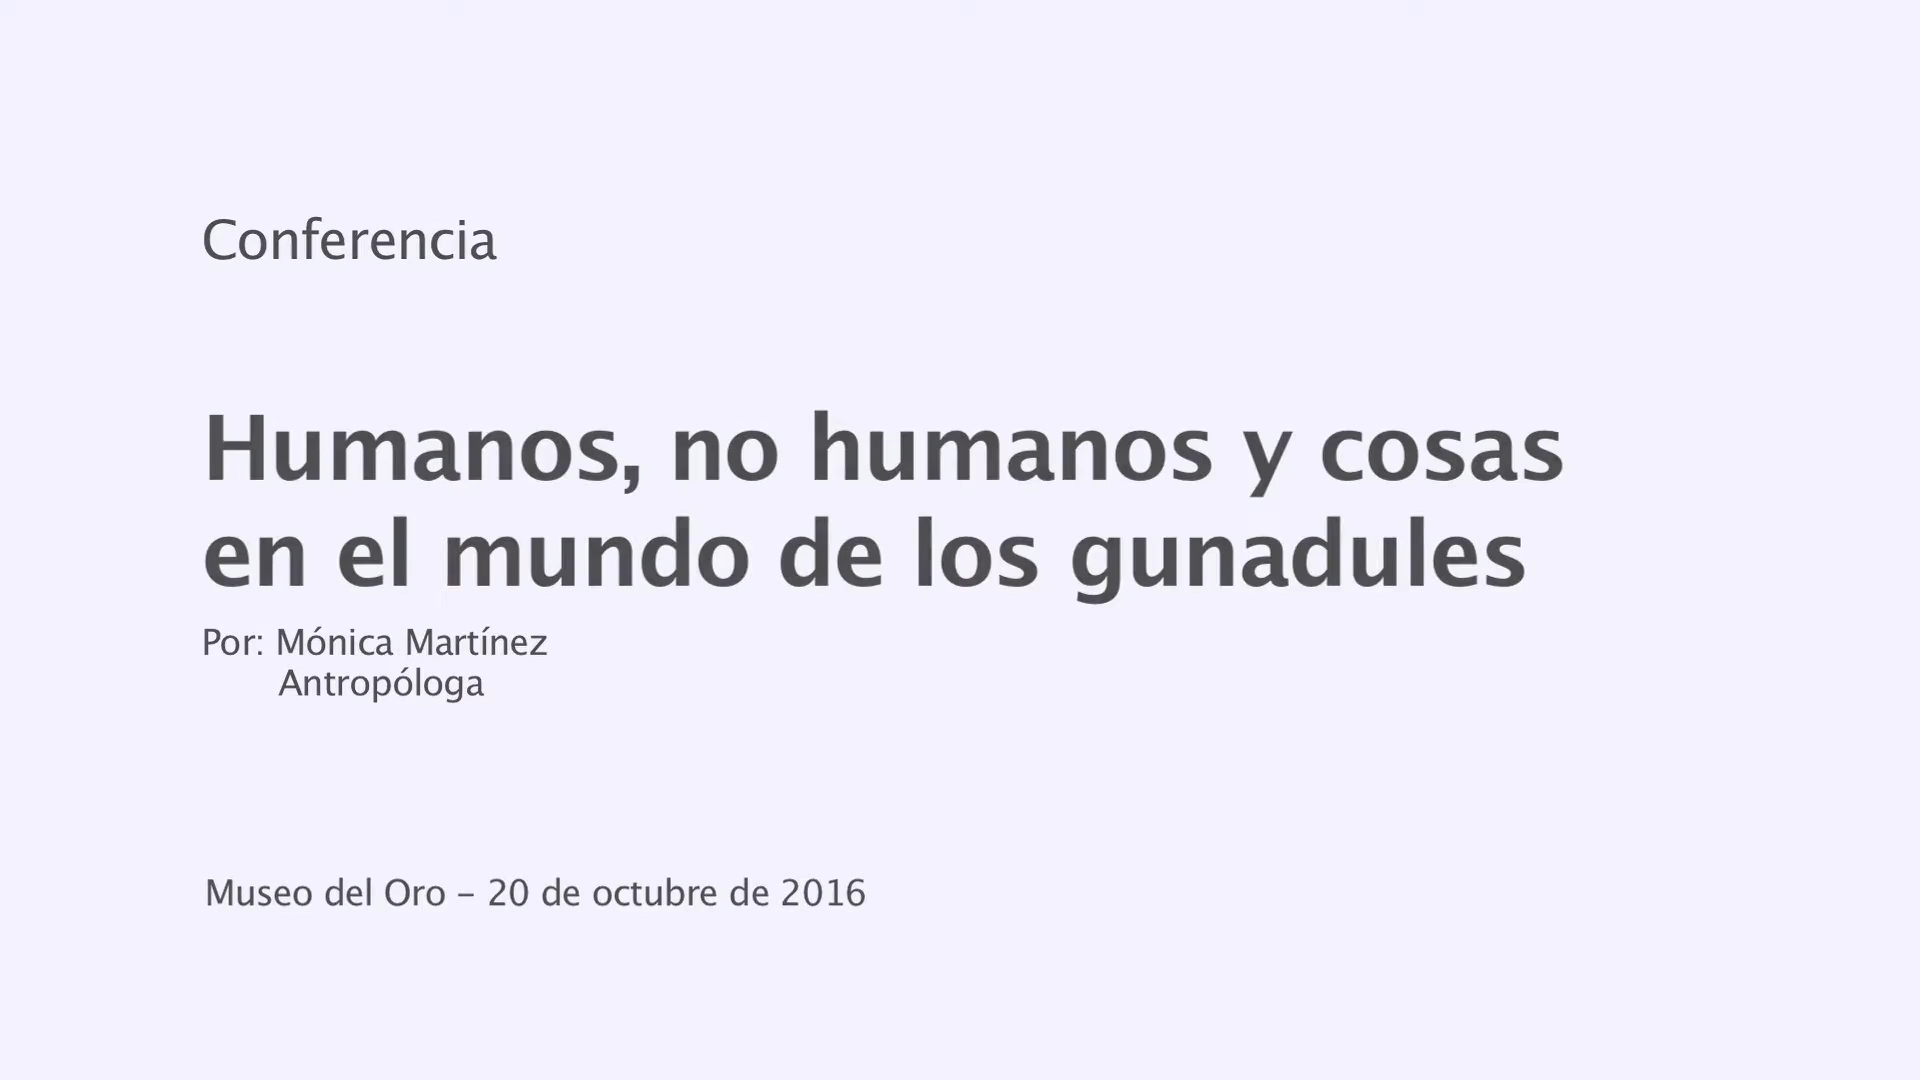 Conferencia
Humanos, no humanos y cosas
en el mundo de los gunadules
Por: Mónica Martínez
Antropóloga
Museo del Oro – 20 de octubre de 2016